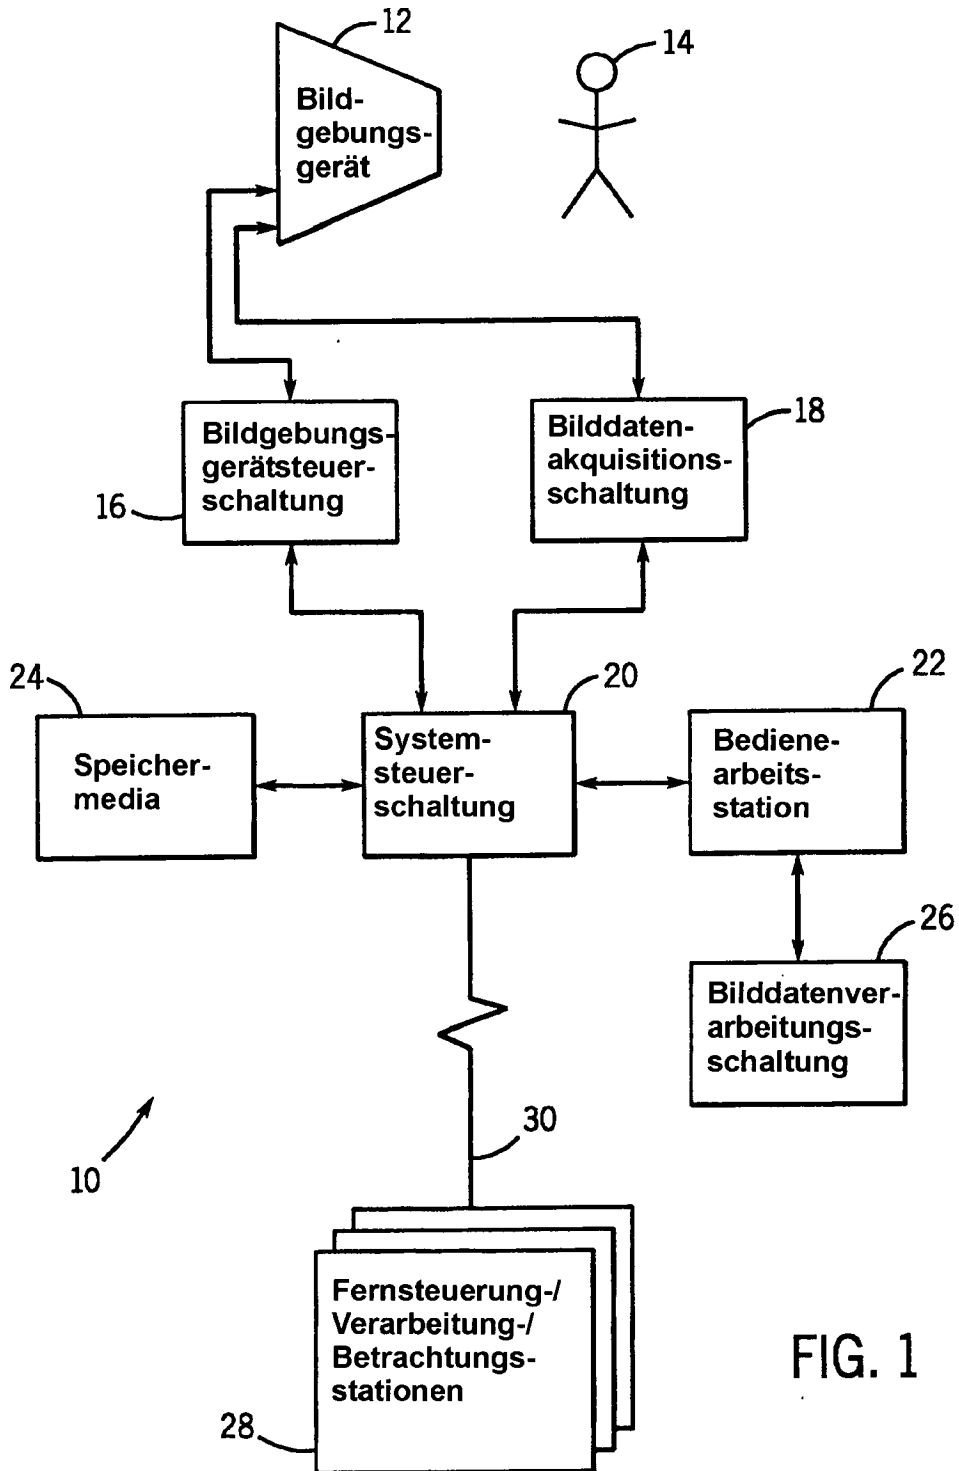 12
14
Bild-
gebungs-
gerät
Bildgebungs-
gerätsteuer-
schaltung
16
Bilddaten-
akquisitions-
schaltung
18
24
Speicher-
media
20
System-
steuer-
schaltung
22
Bediene-
arbeits-
station
26
Bilddatenver-
arbeitungs-
schaltung
10
30
Fernsteuerung-/
Verarbeitung-/
Betrachtungs-
stationen
28
FIG. 1